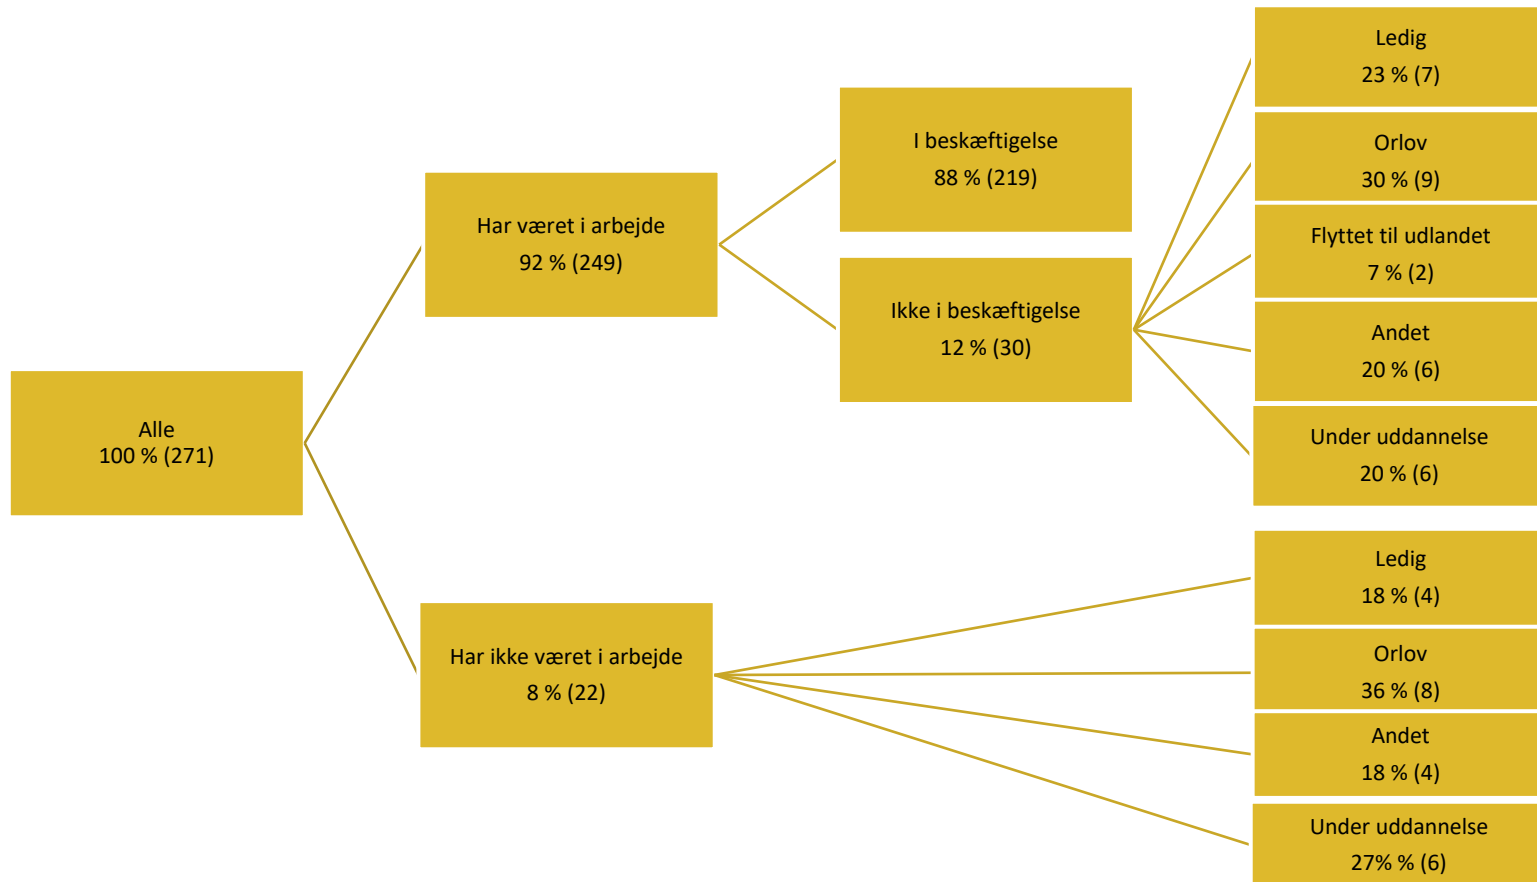 Alle
100 % (271)
Har været i arbejde
92 % (249)
I beskæftigelse
88 % (219)
Ikke i beskæftigelse
12 % (30)
Ledig
23 % (7)
Orlov
30 % (9)
Flyttet til udlandet
7 % (2)
Andet
20 % (6)
Under uddannelse
20 % (6)
Har ikke været i arbejde
8 % (22)
Ledig
18 % (4)
Orlov
36 % (8)
Andet
18 % (4)
Under uddannelse
27% % (6)